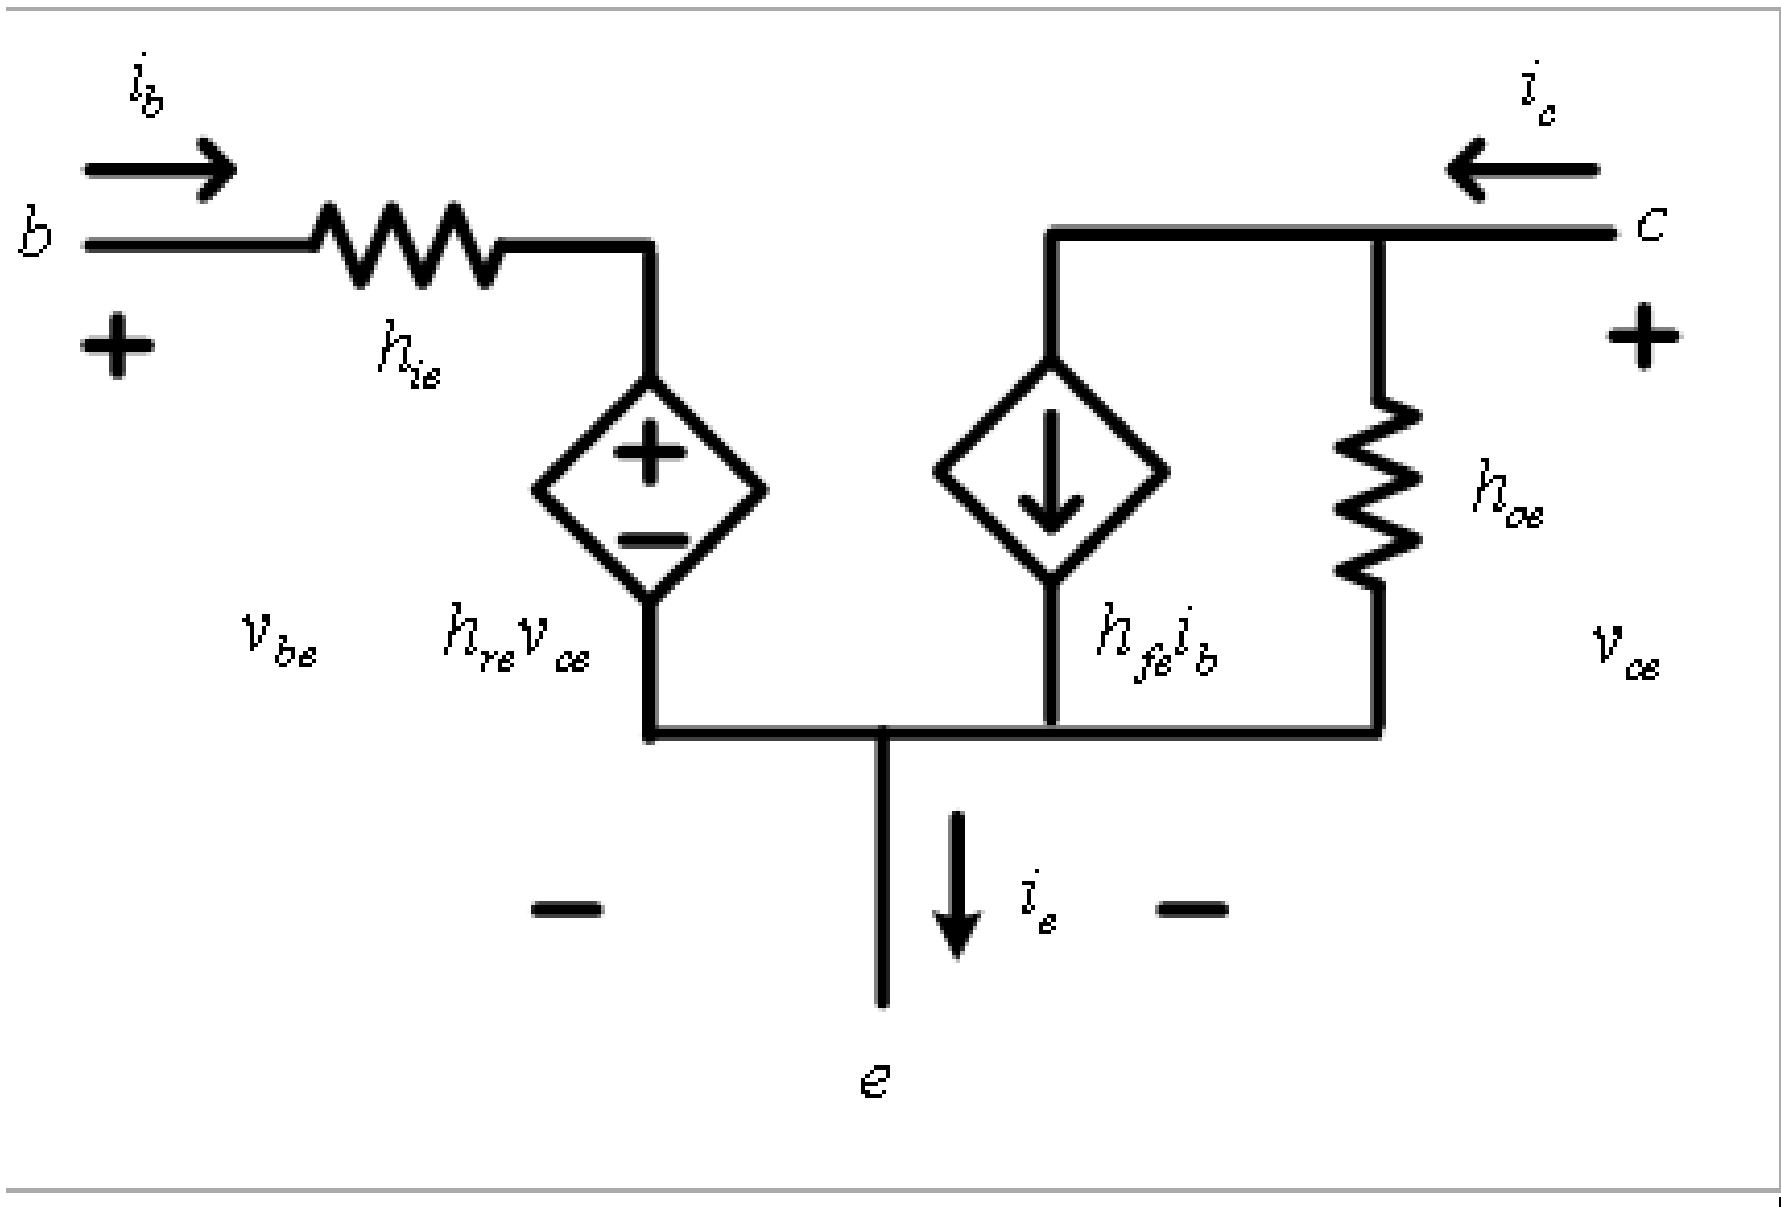 i_b
i_c
b
c
+
+
h_ie
+
−
h_oe
v_be
h_re v_ce
h_fe i_b
v_ce
−
i_e
−
e